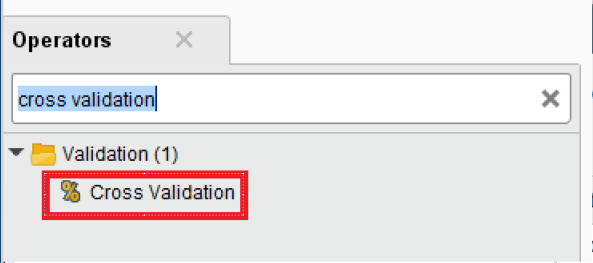 Operators
cross validation
Validation (1)
Cross Validation